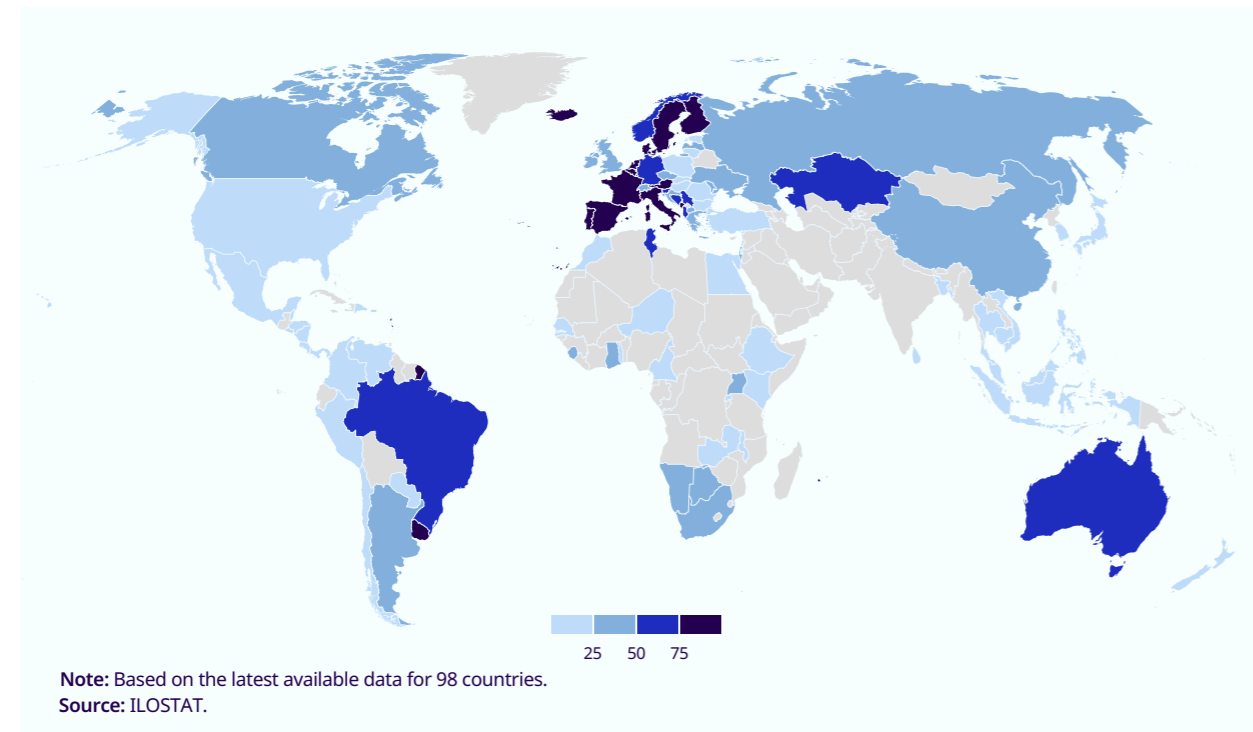 25 50 75
Note: Based on the latest available data for 98 countries.
Source: ILOSTAT.